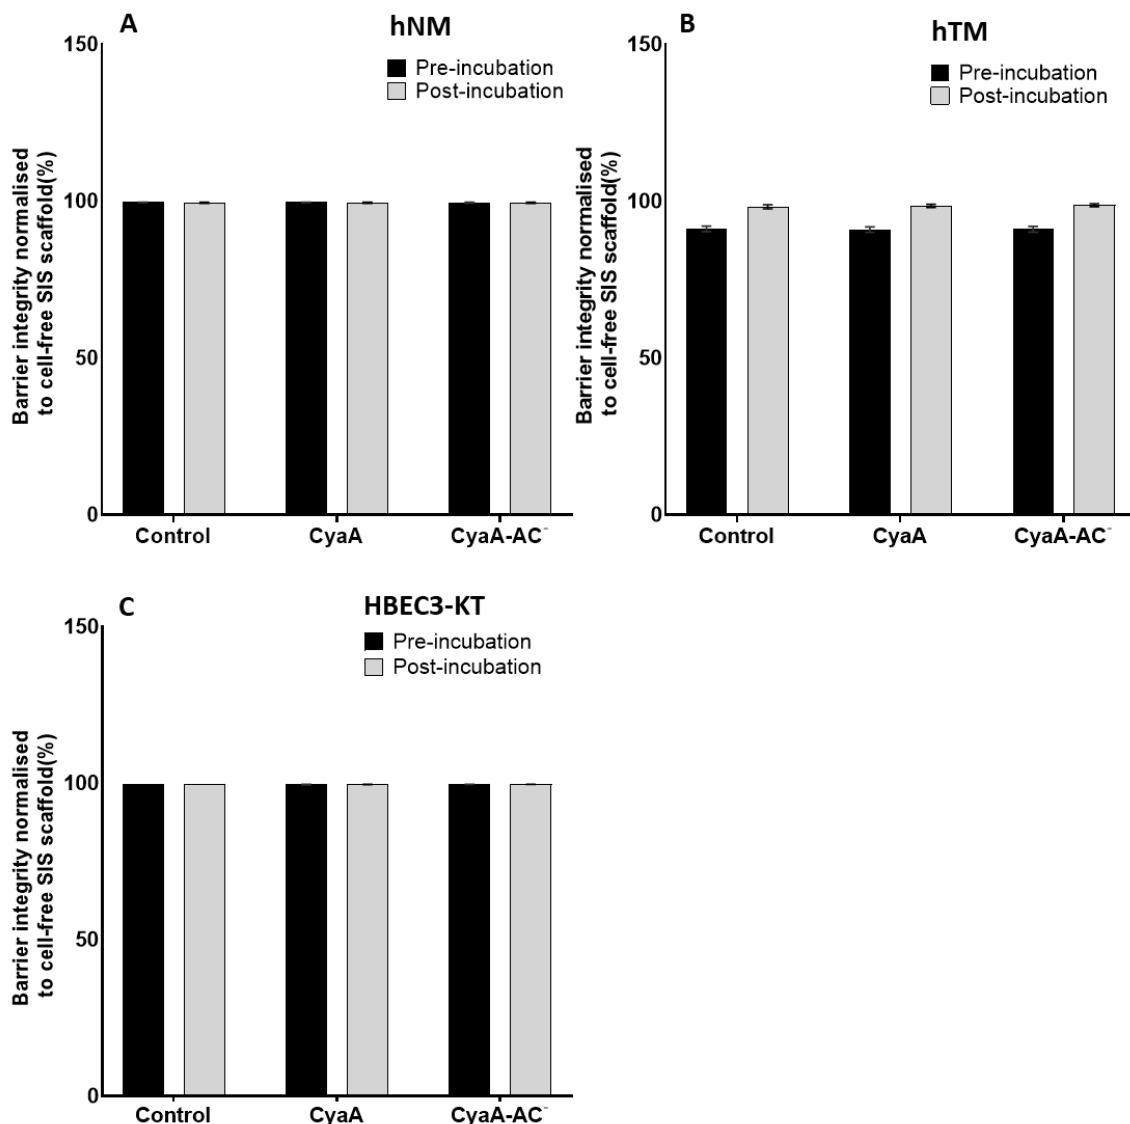 A
hNM
Pre-incubation
Post-incubation
Barrier integrity normalised
to cell-free SIS scaffold(%)
150
100
50
0
Control CyaA CyaA-AC⁻
B
hTM
Pre-incubation
Post-incubation
Barrier integrity normalised
to cell-free SIS scaffold(%)
150
100
50
0
Control CyaA CyaA-AC⁻
C
HBEC3-KT
Pre-incubation
Post-incubation
Barrier integrity normalised
to cell-free SIS scaffold(%)
150
100
50
0
Control CyaA CyaA-AC⁻